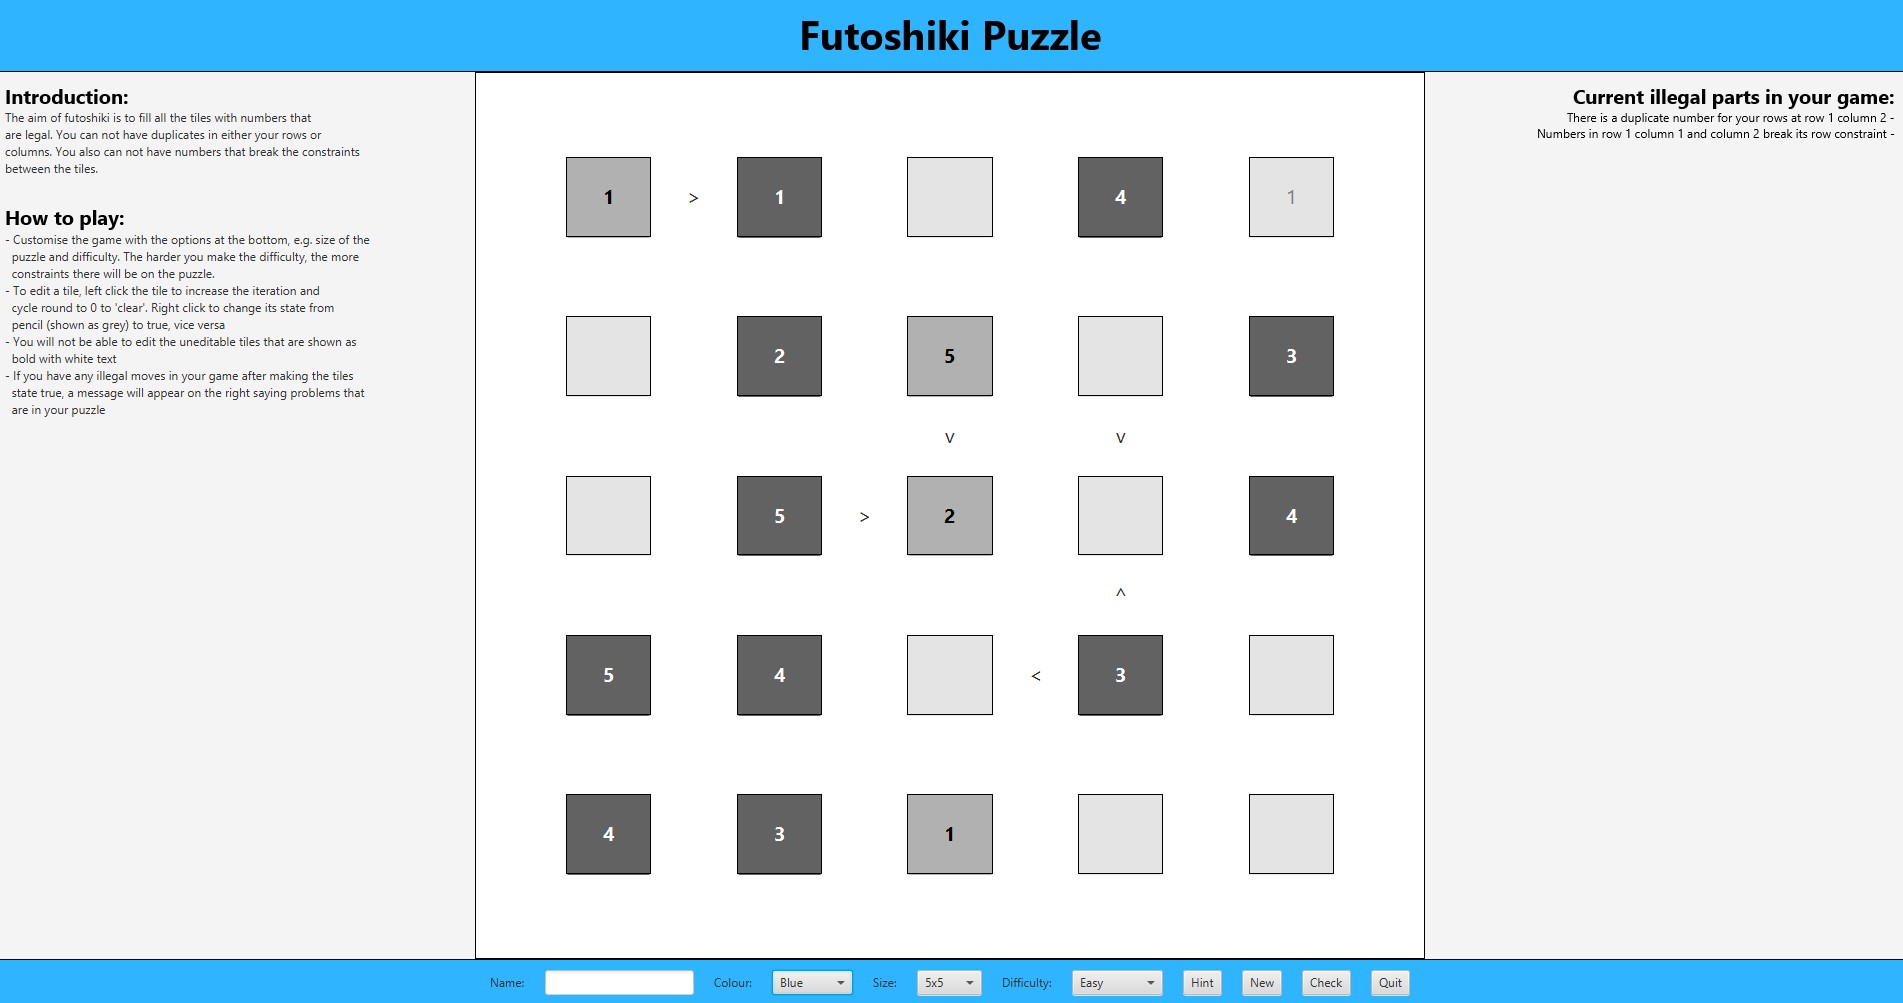 Futoshiki Puzzle
Introduction:
The aim of futoshiki is to fill all the tiles with numbers that
are legal. You can not have duplicates in either your rows or
columns. You also can not have numbers that break the constraints
between the tiles.
How to play:
- Customise the game with the options at the bottom, e.g. size of the
puzzle and difficulty. The harder you make the difficulty, the more
constraints there will be on the puzzle.
- To edit a tile, left click the tile to increase the iteration and
cycle round to 0 to 'clear'. Right click to change its state from
pencil (shown as grey) to true, vice versa
- You will not be able to edit the uneditable tiles that are shown as
bold with white text
- If you have any illegal moves in your game after making the tiles
state true, a message will appear on the right saying problems that
are in your puzzle
1 > 1 4 1
2 5 3
v v
5 > 2 4
^
5 4 < 3
4 3 1
Current illegal parts in your game:
There is a duplicate number for your rows at row 1 column 2 -
Numbers in row 1 column 1 and column 2 break its row constraint -
Name: Colour: Blue Size: 5x5 Difficulty: Easy Hint New Check Quit